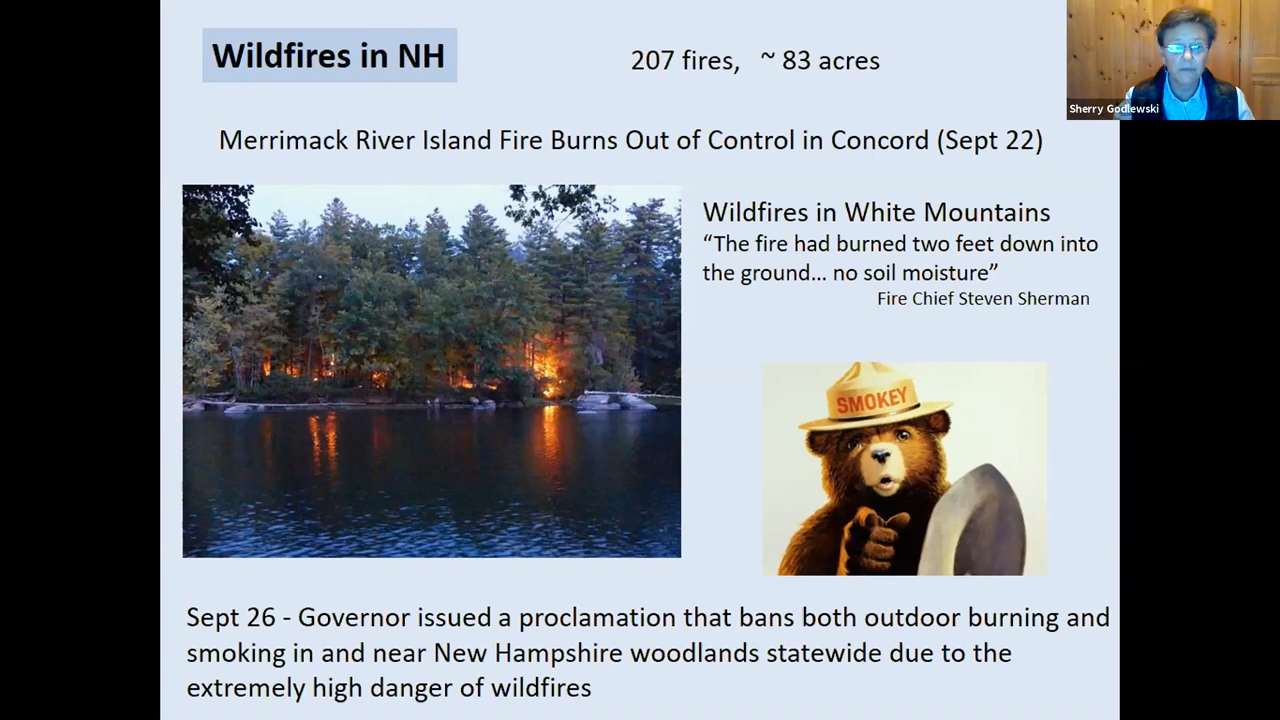 Wildfires in NH
207 fires, ~ 83 acres
Sherry Godlewski
Merrimack River Island Fire Burns Out of Control in Concord (Sept 22)
Wildfires in White Mountains
“The fire had burned two feet down into
the ground... no soil moisture”
Fire Chief Steven Sherman
SMOKEY
Sept 26 - Governor issued a proclamation that bans both outdoor burning and
smoking in and near New Hampshire woodlands statewide due to the
extremely high danger of wildfires